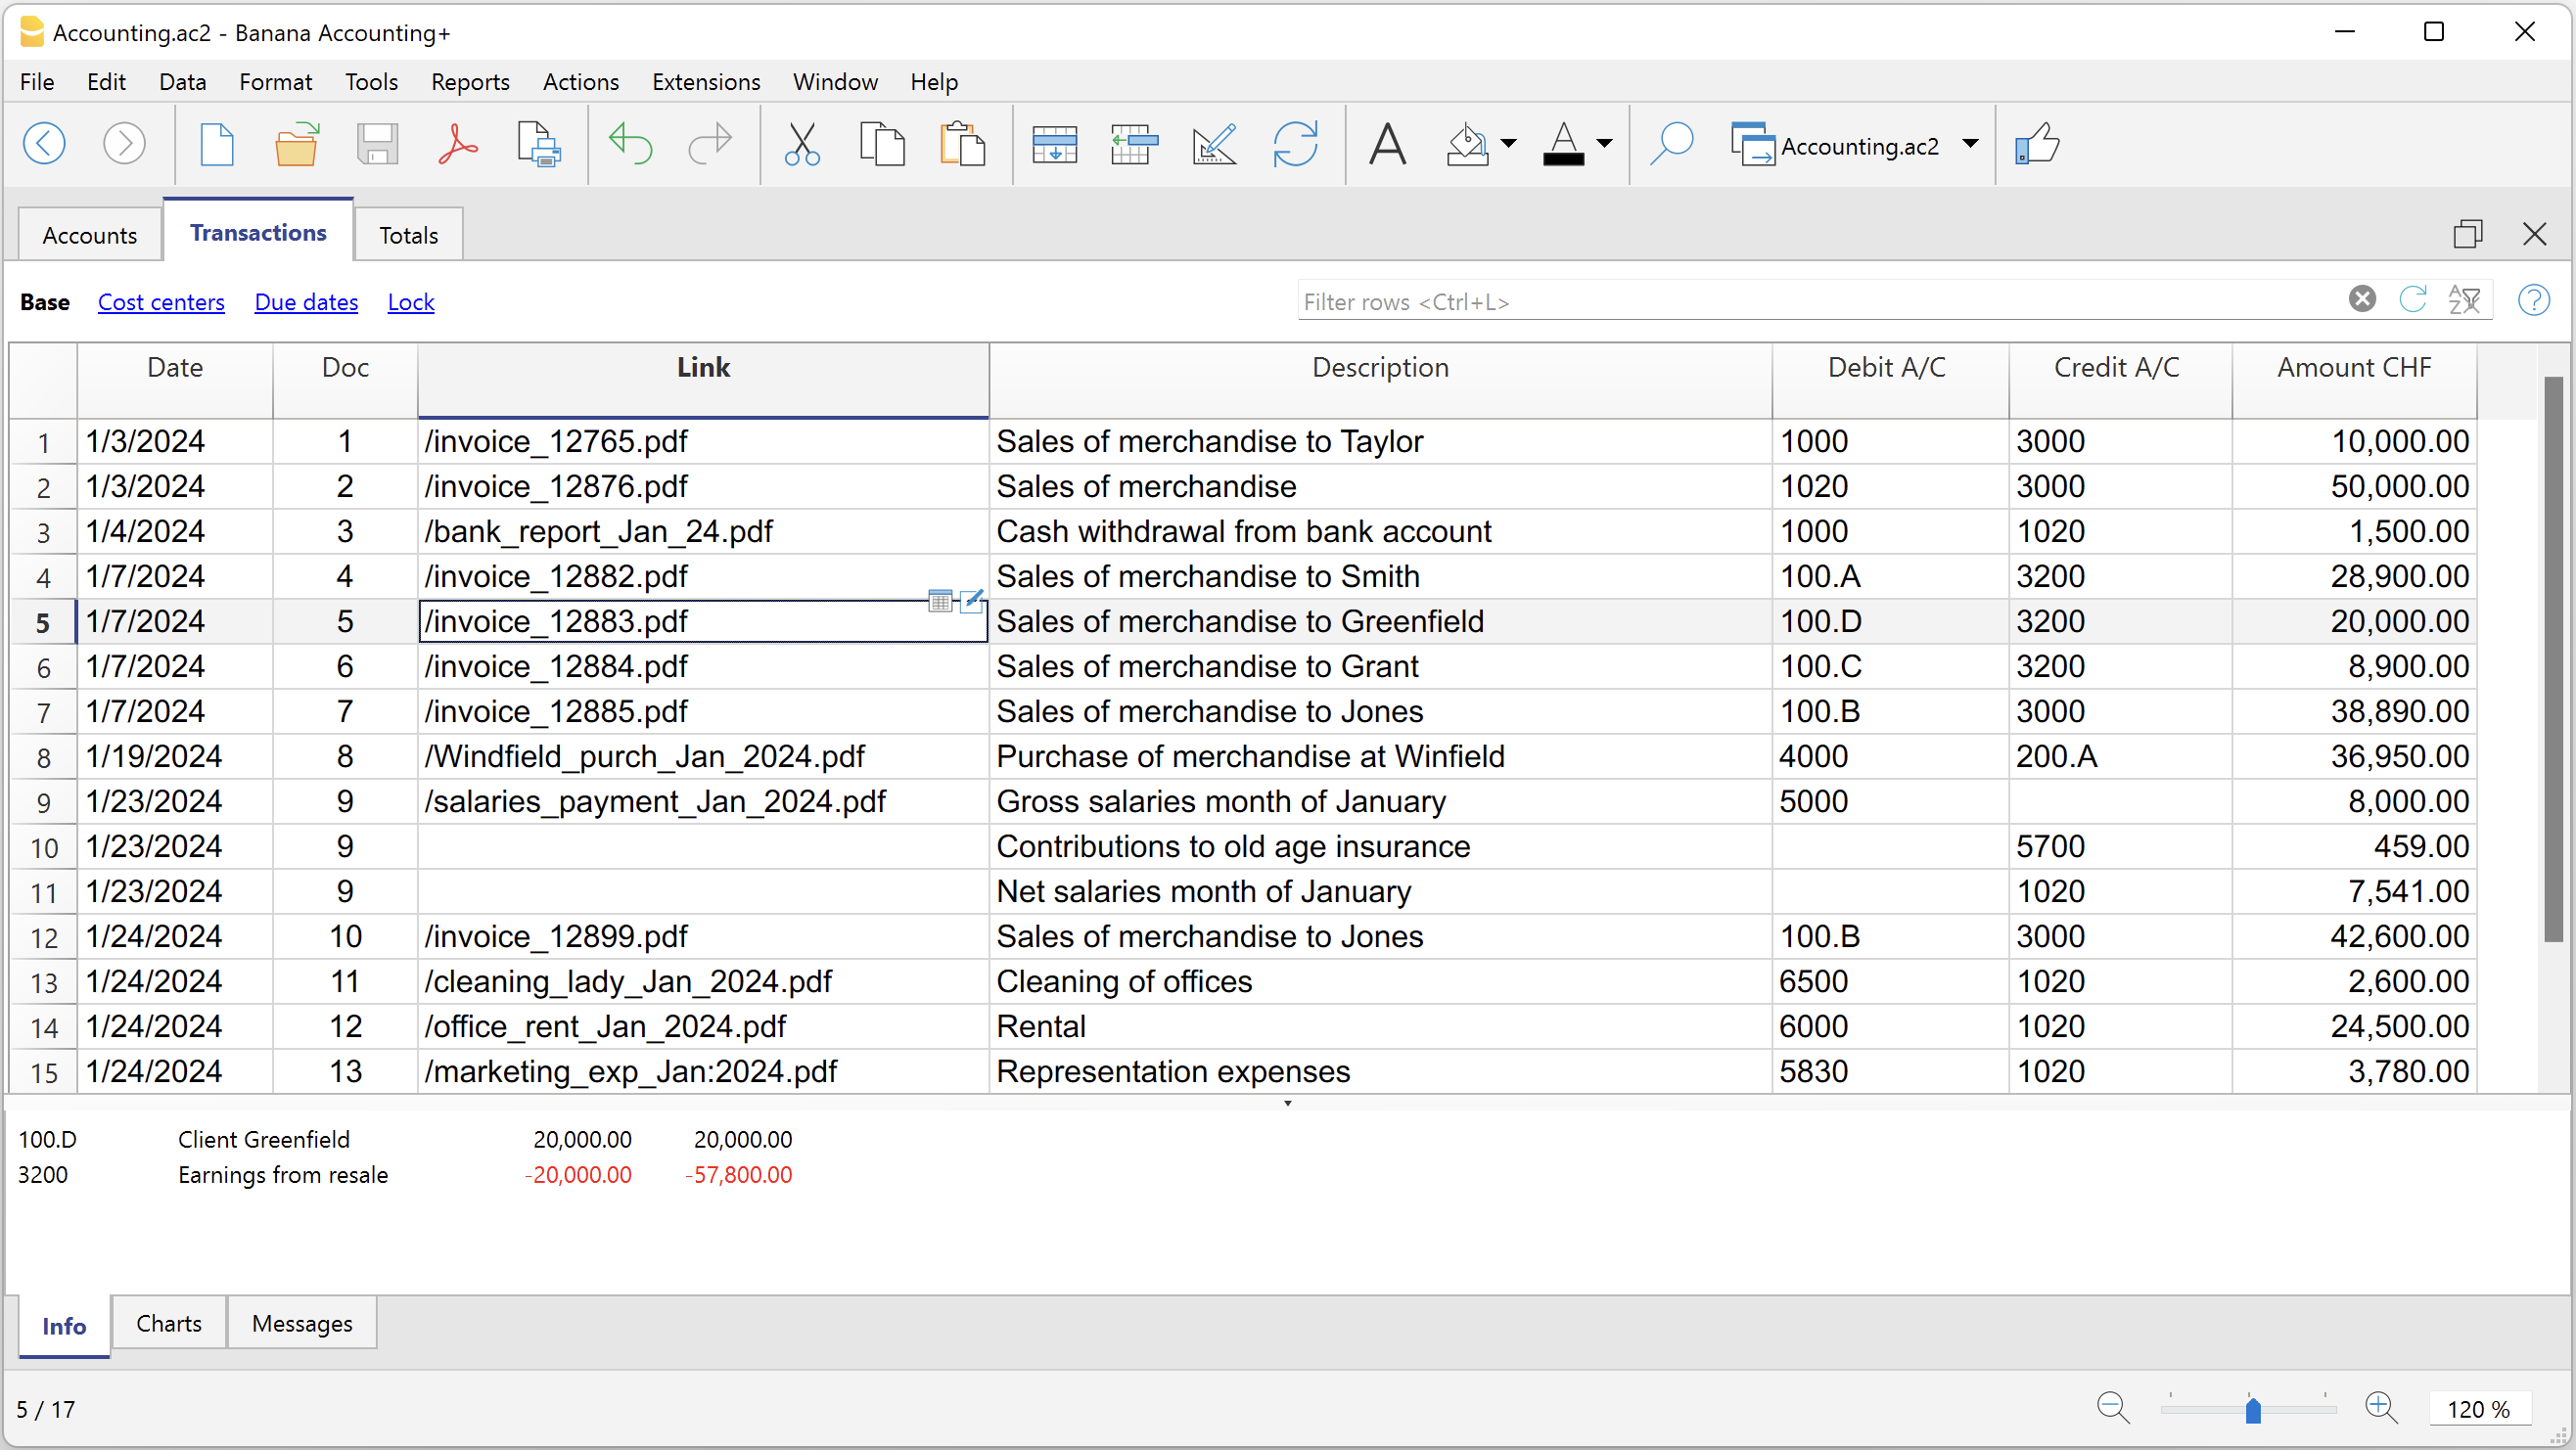 Accounting.ac2 - Banana Accounting+
File Edit Data Format Tools Reports Actions Extensions Window Help
Accounting.ac2
Accounts Transactions Totals
Base Cost centers Due dates Lock Filter rows <Ctrl+L>
Date Doc Link Description Debit A/C Credit A/C Amount CHF
1 1/3/2024 1 /invoice_12765.pdf Sales of merchandise to Taylor 1000 3000 10,000.00
2 1/3/2024 2 /invoice_12876.pdf Sales of merchandise 1020 3000 50,000.00
3 1/4/2024 3 /bank_report_Jan_24.pdf Cash withdrawal from bank account 1000 1020 1,500.00
4 1/7/2024 4 /invoice_12882.pdf Sales of merchandise to Smith 100.A 3200 28,900.00
5 1/7/2024 5 /invoice_12883.pdf Sales of merchandise to Greenfield 100.D 3200 20,000.00
6 1/7/2024 6 /invoice_12884.pdf Sales of merchandise to Grant 100.C 3200 8,900.00
7 1/7/2024 7 /invoice_12885.pdf Sales of merchandise to Jones 100.B 3000 38,890.00
8 1/19/2024 8 /Windfield_purch_Jan_2024.pdf Purchase of merchandise at Winfield 4000 200.A 36,950.00
9 1/23/2024 9 /salaries_payment_Jan_2024.pdf Gross salaries month of January 5000 8,000.00
10 1/23/2024 9 Contributions to old age insurance 5700 459.00
11 1/23/2024 9 Net salaries month of January 1020 7,541.00
12 1/24/2024 10 /invoice_12899.pdf Sales of merchandise to Jones 100.B 3000 42,600.00
13 1/24/2024 11 /cleaning_lady_Jan_2024.pdf Cleaning of offices 6500 1020 2,600.00
14 1/24/2024 12 /office_rent_Jan_2024.pdf Rental 6000 1020 24,500.00
15 1/24/2024 13 /marketing_exp_Jan:2024.pdf Representation expenses 5830 1020 3,780.00
100.D Client Greenfield 20,000.00 20,000.00
3200 Earnings from resale -20,000.00 -57,800.00
Info Charts Messages
5 / 17 120 %